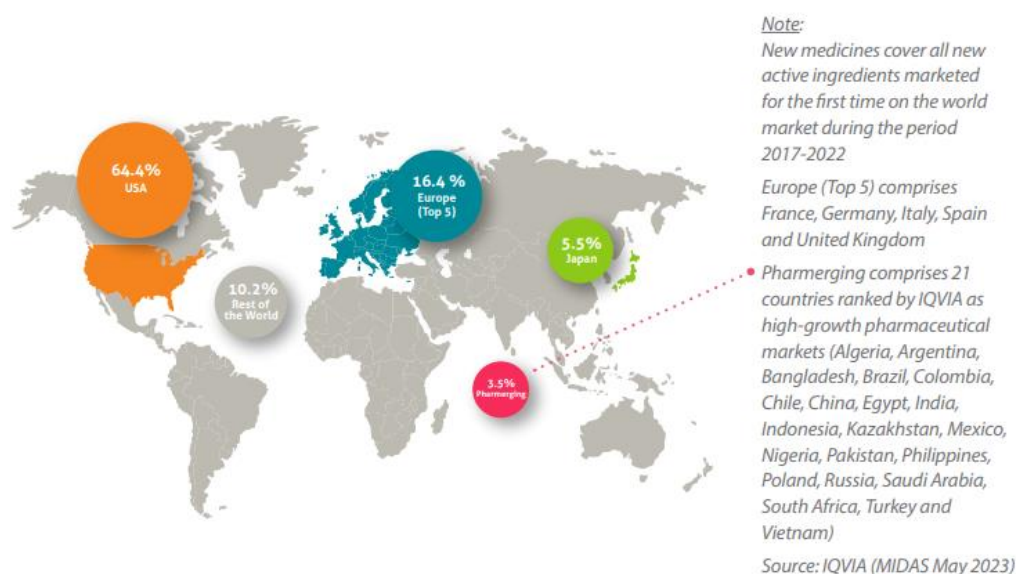 64.4%
USA
16.4 %
Europe
(Top 5)
5.5%
Japan
10.2%
Rest of
the World
3.5%
Pharmerging
Note:
New medicines cover all new
active ingredients marketed
for the first time on the world
market during the period
2017-2022
Europe (Top 5) comprises
France, Germany, Italy, Spain
and United Kingdom
Pharmerging comprises 21
countries ranked by IQVIA as
high-growth pharmaceutical
markets (Algeria, Argentina,
Bangladesh, Brazil, Colombia,
Chile, China, Egypt, India,
Indonesia, Kazakhstan, Mexico,
Nigeria, Pakistan, Philippines,
Poland, Russia, Saudi Arabia,
South Africa, Turkey and
Vietnam)
Source: IQVIA (MIDAS May 2023)